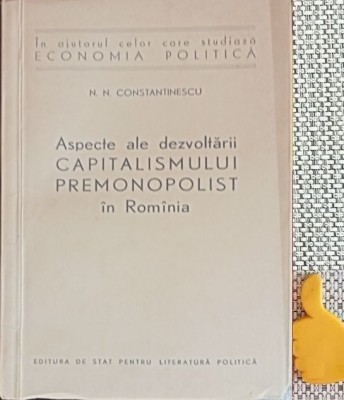 În ajutorul celor care studiază
ECONOMIA POLITICĂ
N. N. CONSTANTINESCU
Aspecte ale dezvoltării
CAPITALISMULUI
PREMONOPOLIST
în Romînia
EDITURA DE STAT PENTRU LITERATURĂ POLITICĂ